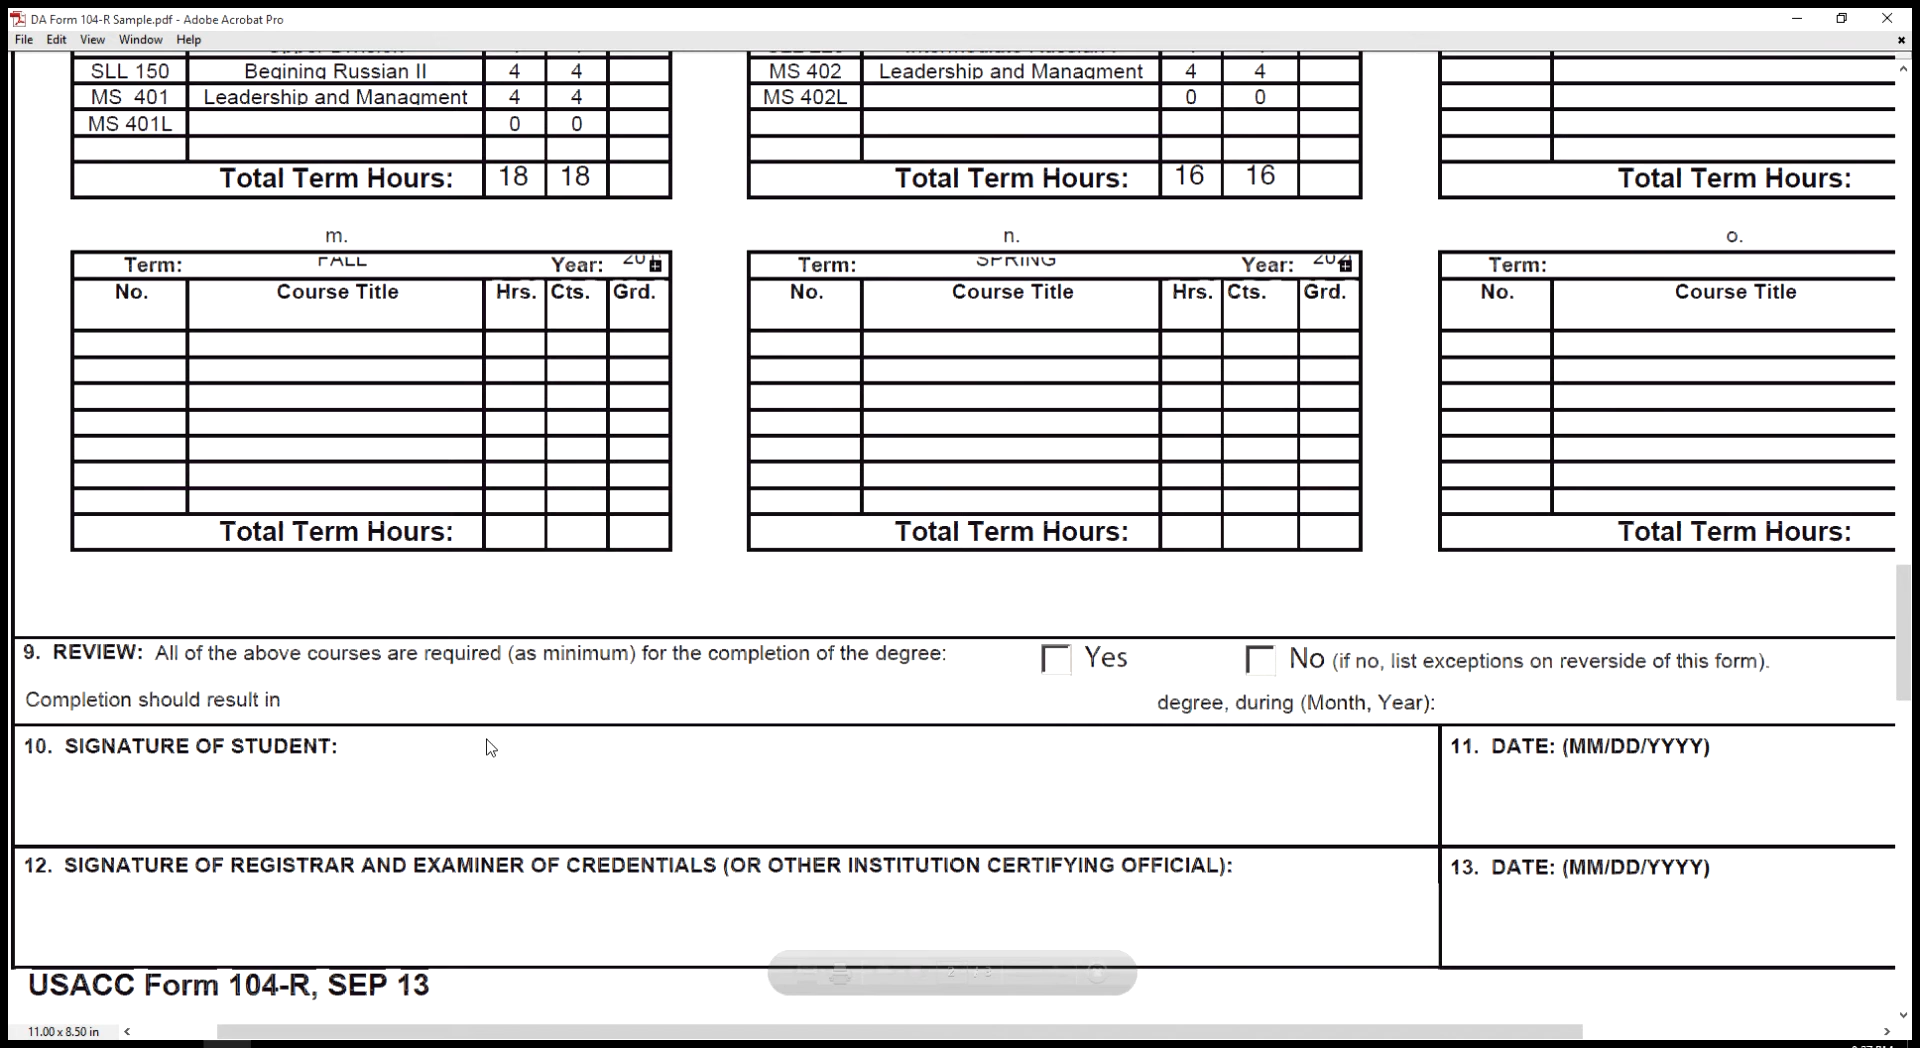 DA Form 104-R Sample.pdf - Adobe Acrobat Pro
File Edit View Window Help
SLL 150 Begining Russian II 4 4
MS 401 Leadership and Managment 4 4
MS 401L 0 0
Total Term Hours: 18 18
MS 402 Leadership and Managment 4 4
MS 402L 0 0
Total Term Hours: 16 16
Total Term Hours:
m.
Term: FALL Year:
No. Course Title Hrs. Cts. Grd.
Total Term Hours:
n.
Term: SPRING Year:
No. Course Title Hrs. Cts. Grd.
Total Term Hours:
o.
Term:
No. Course Title
Total Term Hours:
9. REVIEW: All of the above courses are required (as minimum) for the completion of the degree: Yes No (if no, list exceptions on reverside of this form).
Completion should result in degree, during (Month, Year):
10. SIGNATURE OF STUDENT: 11. DATE: (MM/DD/YYYY)
12. SIGNATURE OF REGISTRAR AND EXAMINER OF CREDENTIALS (OR OTHER INSTITUTION CERTIFYING OFFICIAL): 13. DATE: (MM/DD/YYYY)
USACC Form 104-R, SEP 13
11.00 x 8.50 in